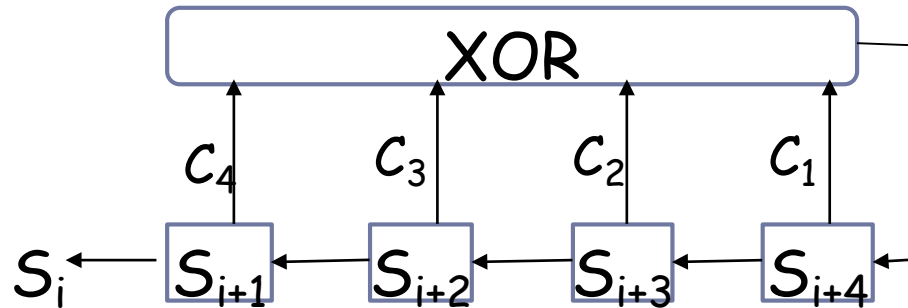 XOR
C₄ C₃ C₂ C₁
Sᵢ Sᵢ₊₁ Sᵢ₊₂ Sᵢ₊₃ Sᵢ₊₄